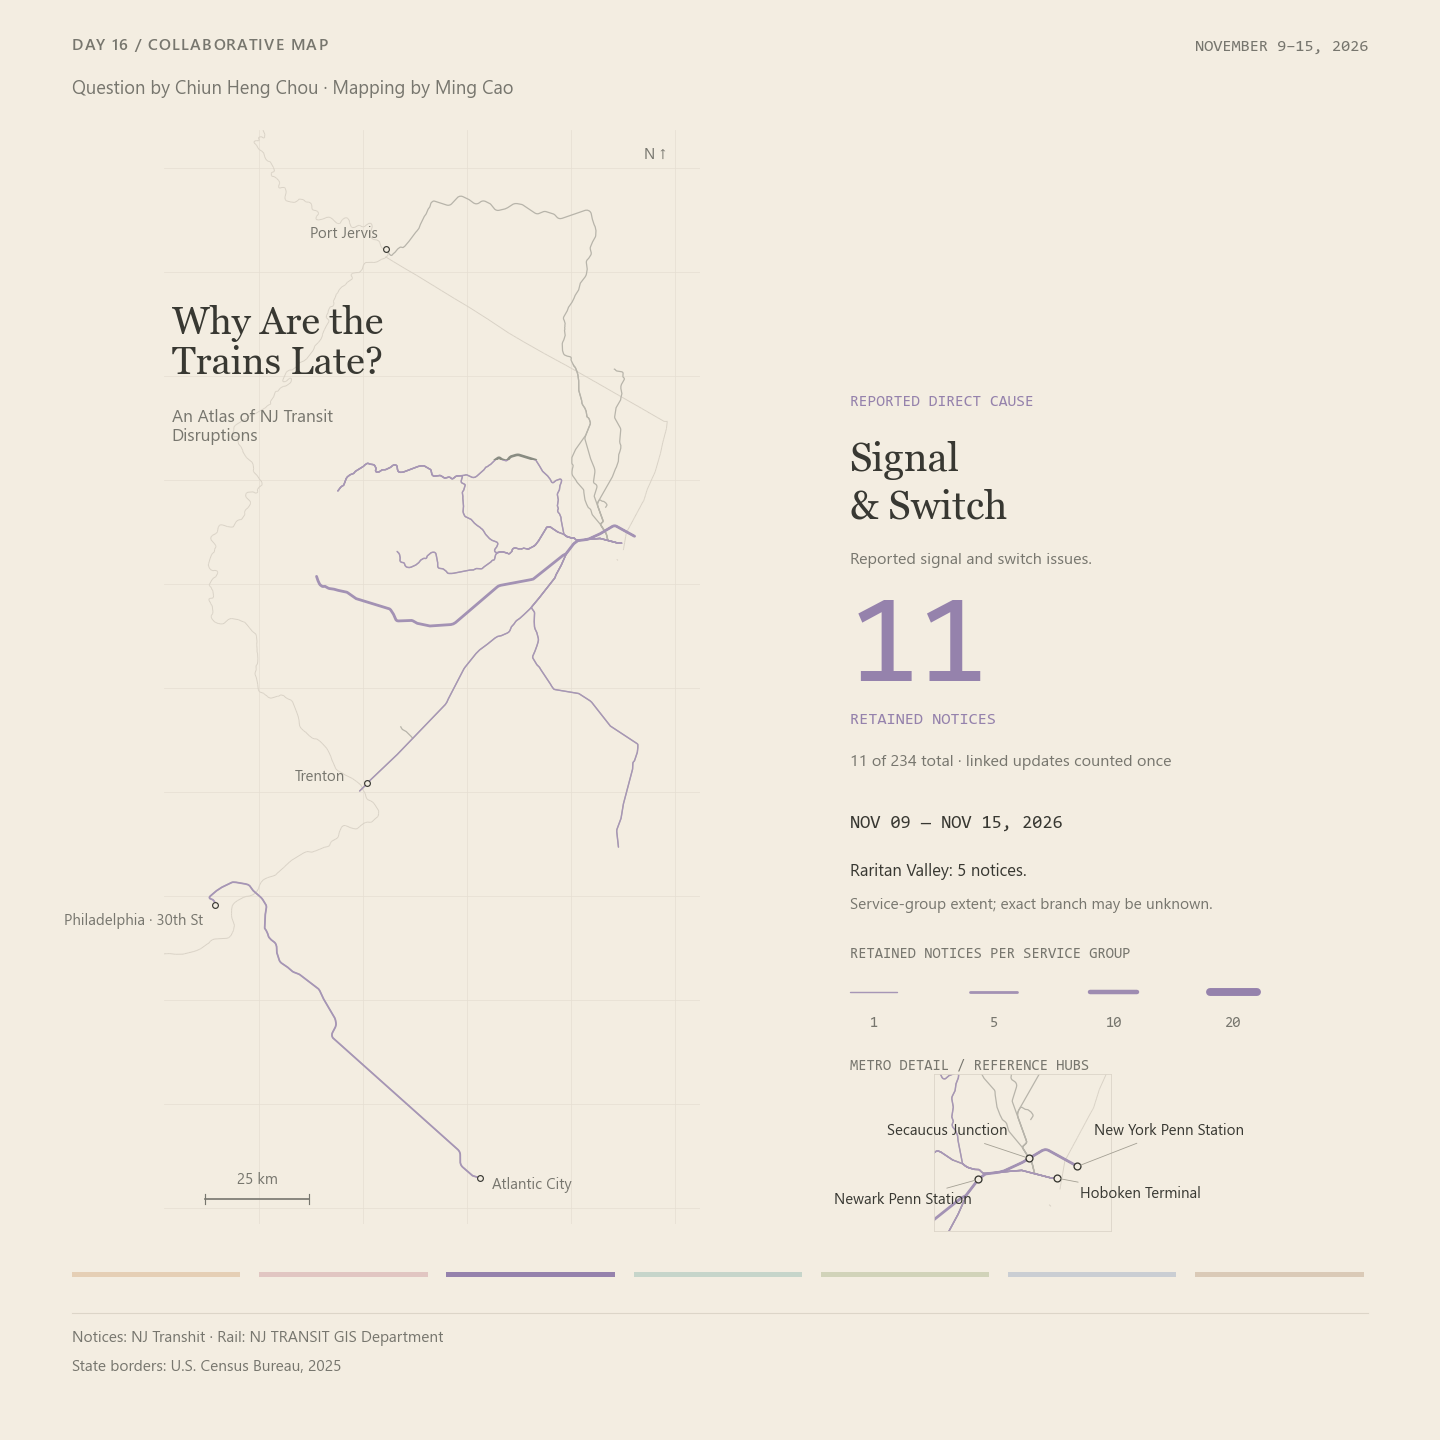 DAY 16 / COLLABORATIVE MAP
NOVEMBER 9–15, 2026
Question by Chiun Heng Chou · Mapping by Ming Cao
N ↑
Port Jervis
Why Are the
Trains Late?
An Atlas of NJ Transit
Disruptions
Trenton
Philadelphia · 30th St
25 km
Atlantic City
REPORTED DIRECT CAUSE
Signal
& Switch
Reported signal and switch issues.
11
RETAINED NOTICES
11 of 234 total · linked updates counted once
NOV 09 — NOV 15, 2026
Raritan Valley: 5 notices.
Service-group extent; exact branch may be unknown.
RETAINED NOTICES PER SERVICE GROUP
1 5 10 20
METRO DETAIL / REFERENCE HUBS
Secaucus Junction
New York Penn Station
Newark Penn Station
Hoboken Terminal
Notices: NJ Transhit · Rail: NJ TRANSIT GIS Department
State borders: U.S. Census Bureau, 2025